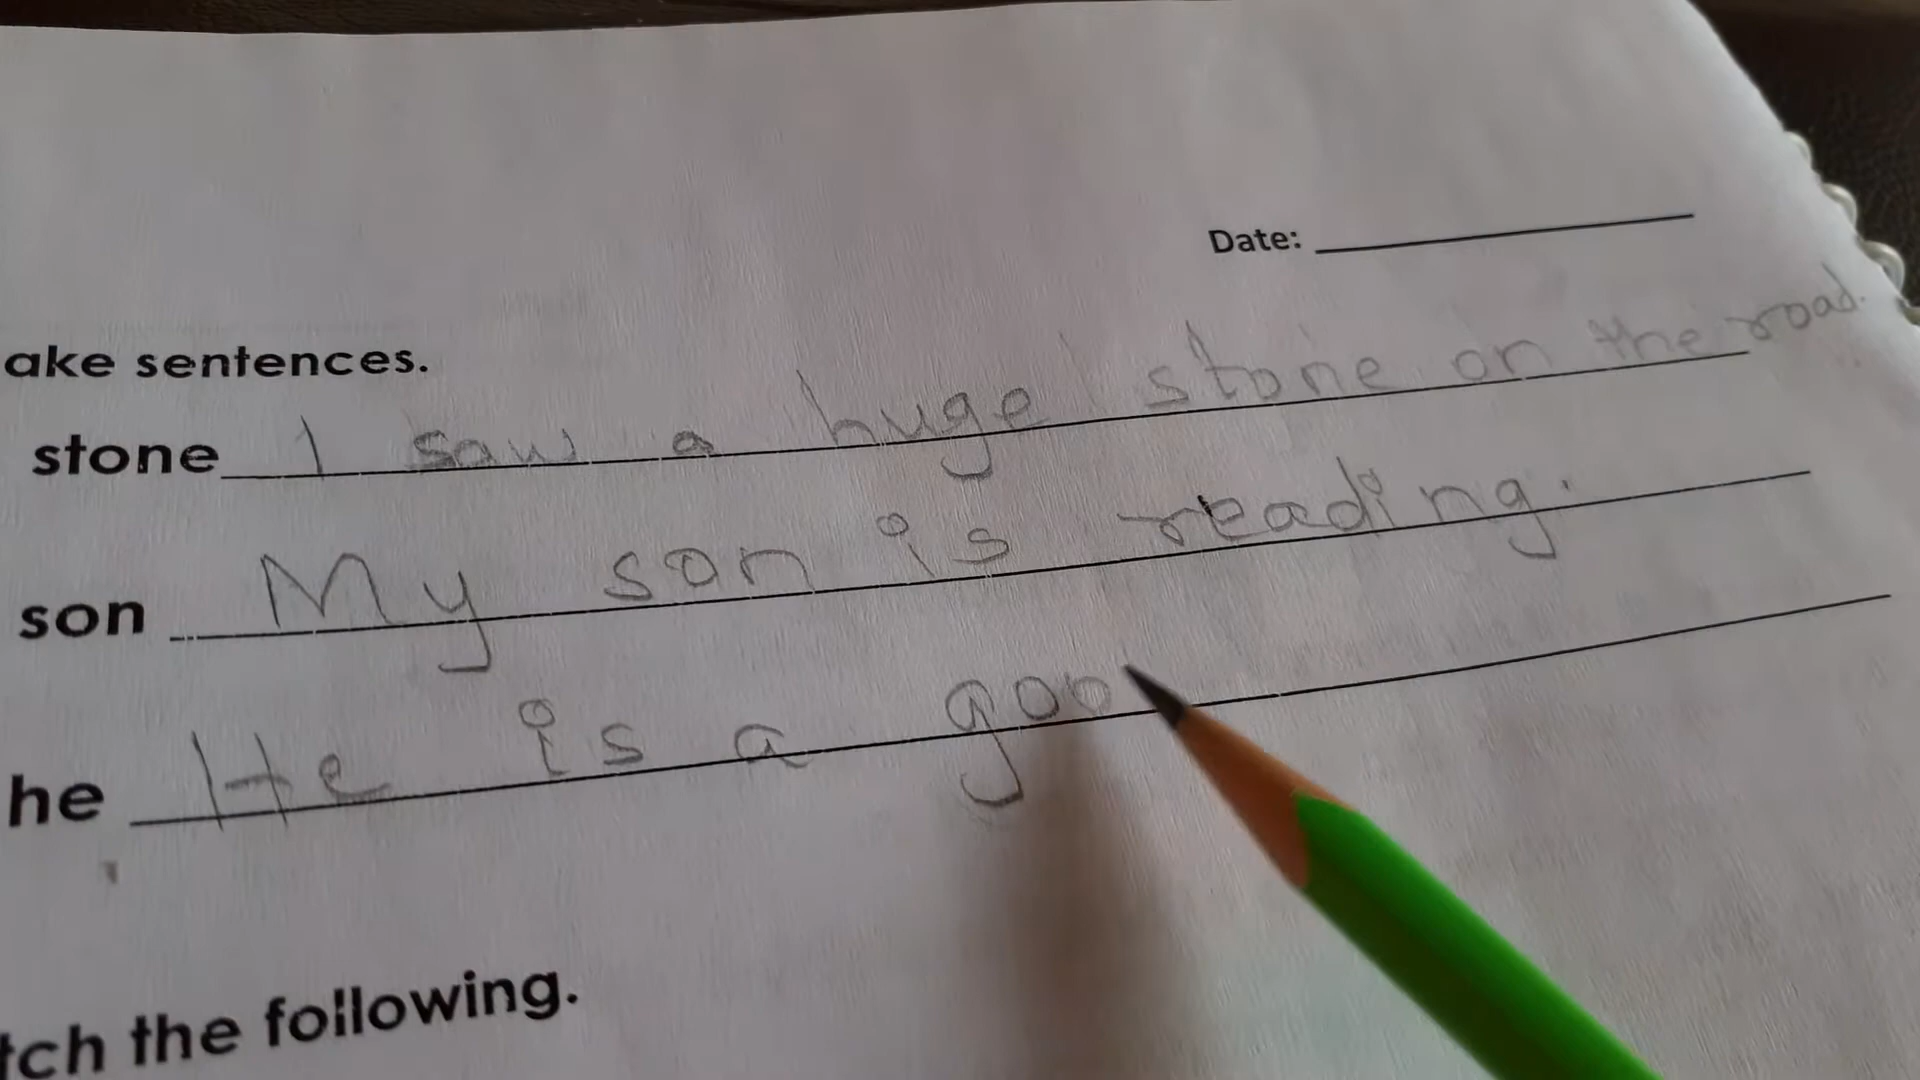 Date:
ake sentences.
stone I saw a huge stone on the road.
son My son is reading.
he He is a goo
tch the following.